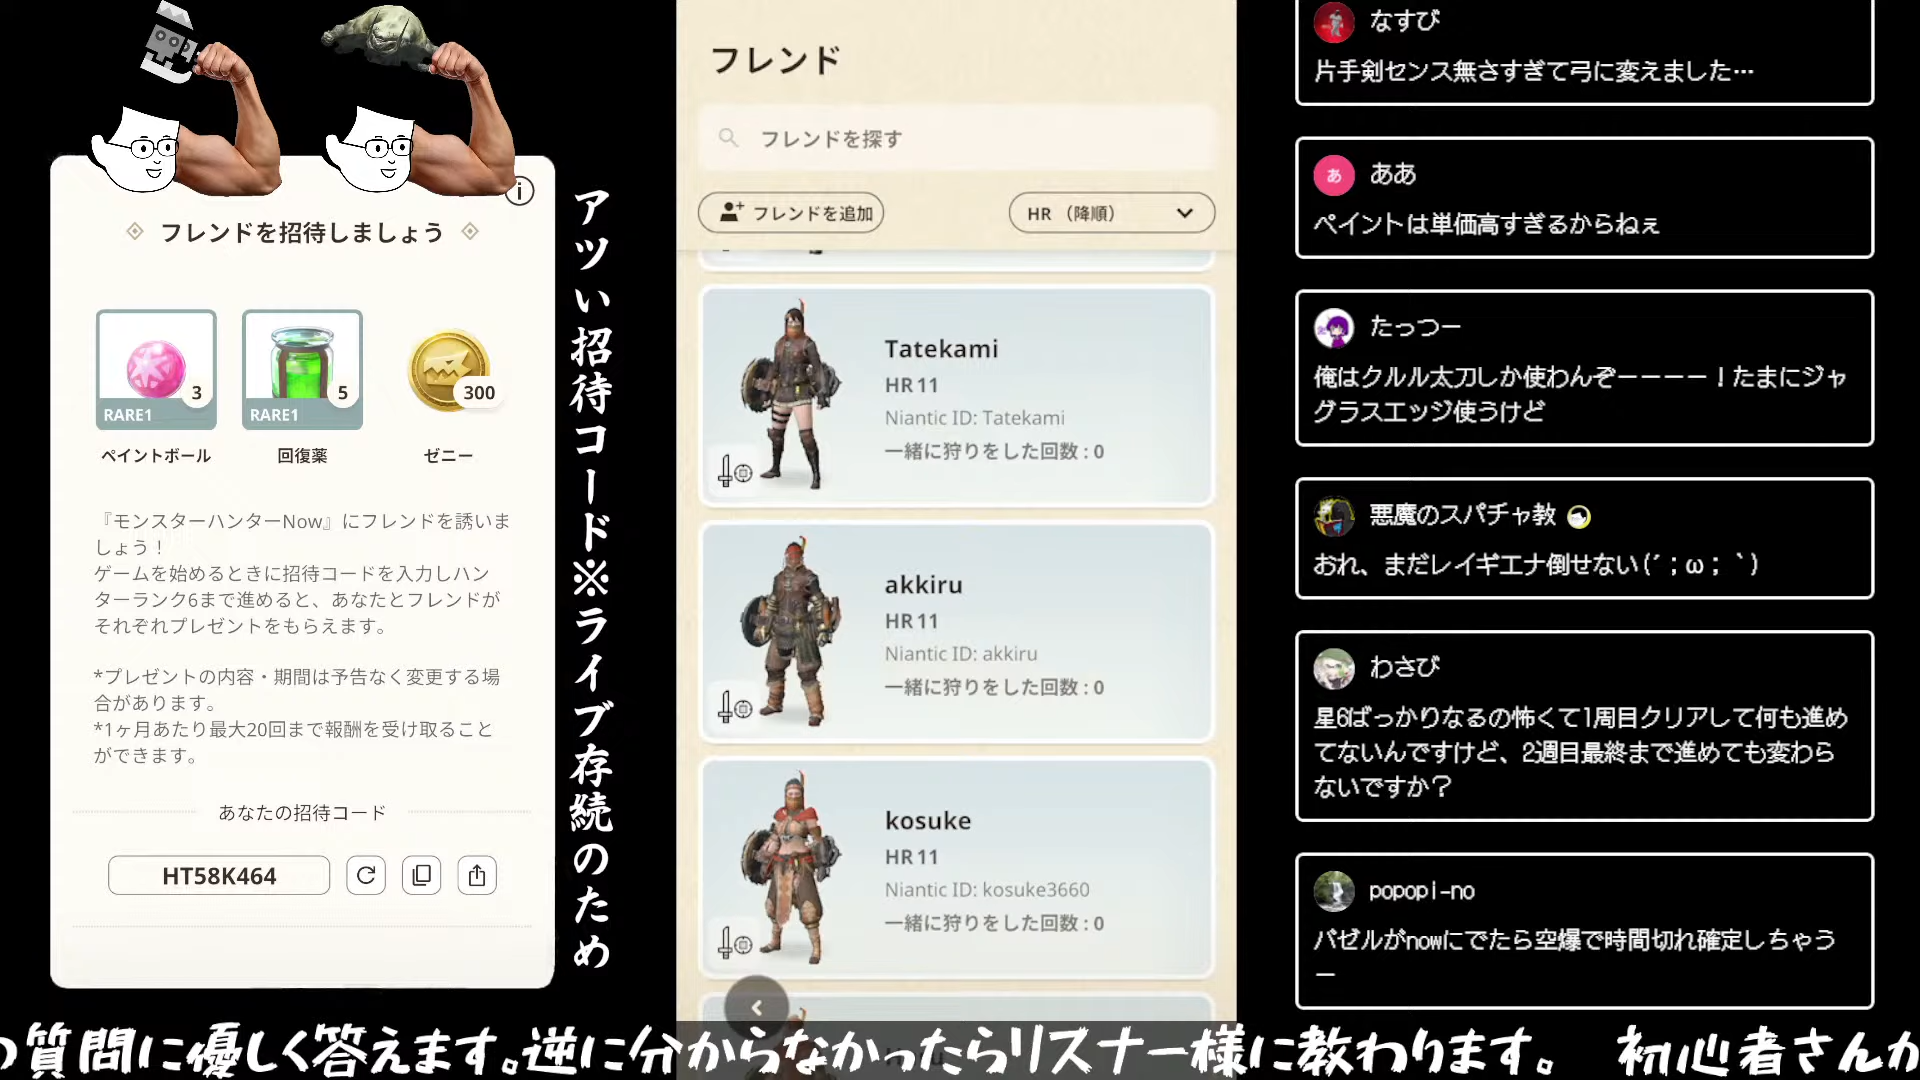 フレンドを招待しましょう
RARE1
3
RARE1
5
300
ペイントボール
回復薬
ゼニー
『モンスターハンターNow』にフレンドを誘いま
しょう！
ゲームを始めるときに招待コードを入力しハン
ターランク6まで進めると、あなたとフレンドが
それぞれプレゼントをもらえます。
*プレゼントの内容・期間は予告なく変更する場
合があります。
*1ヶ月あたり最大20回まで報酬を受け取ること
ができます。
あなたの招待コード
HT58K464
アツい招待コード※ライブ存続のため
フレンド
フレンドを探す
フレンドを追加
HR （降順）
Tatekami
HR 11
Niantic ID: Tatekami
一緒に狩りをした回数 : 0
akkiru
HR 11
Niantic ID: akkiru
一緒に狩りをした回数 : 0
kosuke
HR 11
Niantic ID: kosuke3660
一緒に狩りをした回数 : 0
なすび
片手剣センス無さすぎて弓に変えました…
あ
ああ
ペイントは単価高すぎるからねぇ
たっつー
俺はクルル太刀しか使わんぞーーーー！たまにジャ
グラスエッジ使うけど
悪魔のスパチャ教
おれ、まだレイギエナ倒せない(´；ω；｀)
わさび
星6ばっかりなるの怖くて1周目クリアして何も進め
てないんですけど、2週目最終まで進めても変わら
ないですか？
popopi-no
バゼルがnowにでたら空爆で時間切れ確定しちゃう
ー
質問に優しく答えます。逆に分からなかったらリスナー様に教わります。　初心者さんか